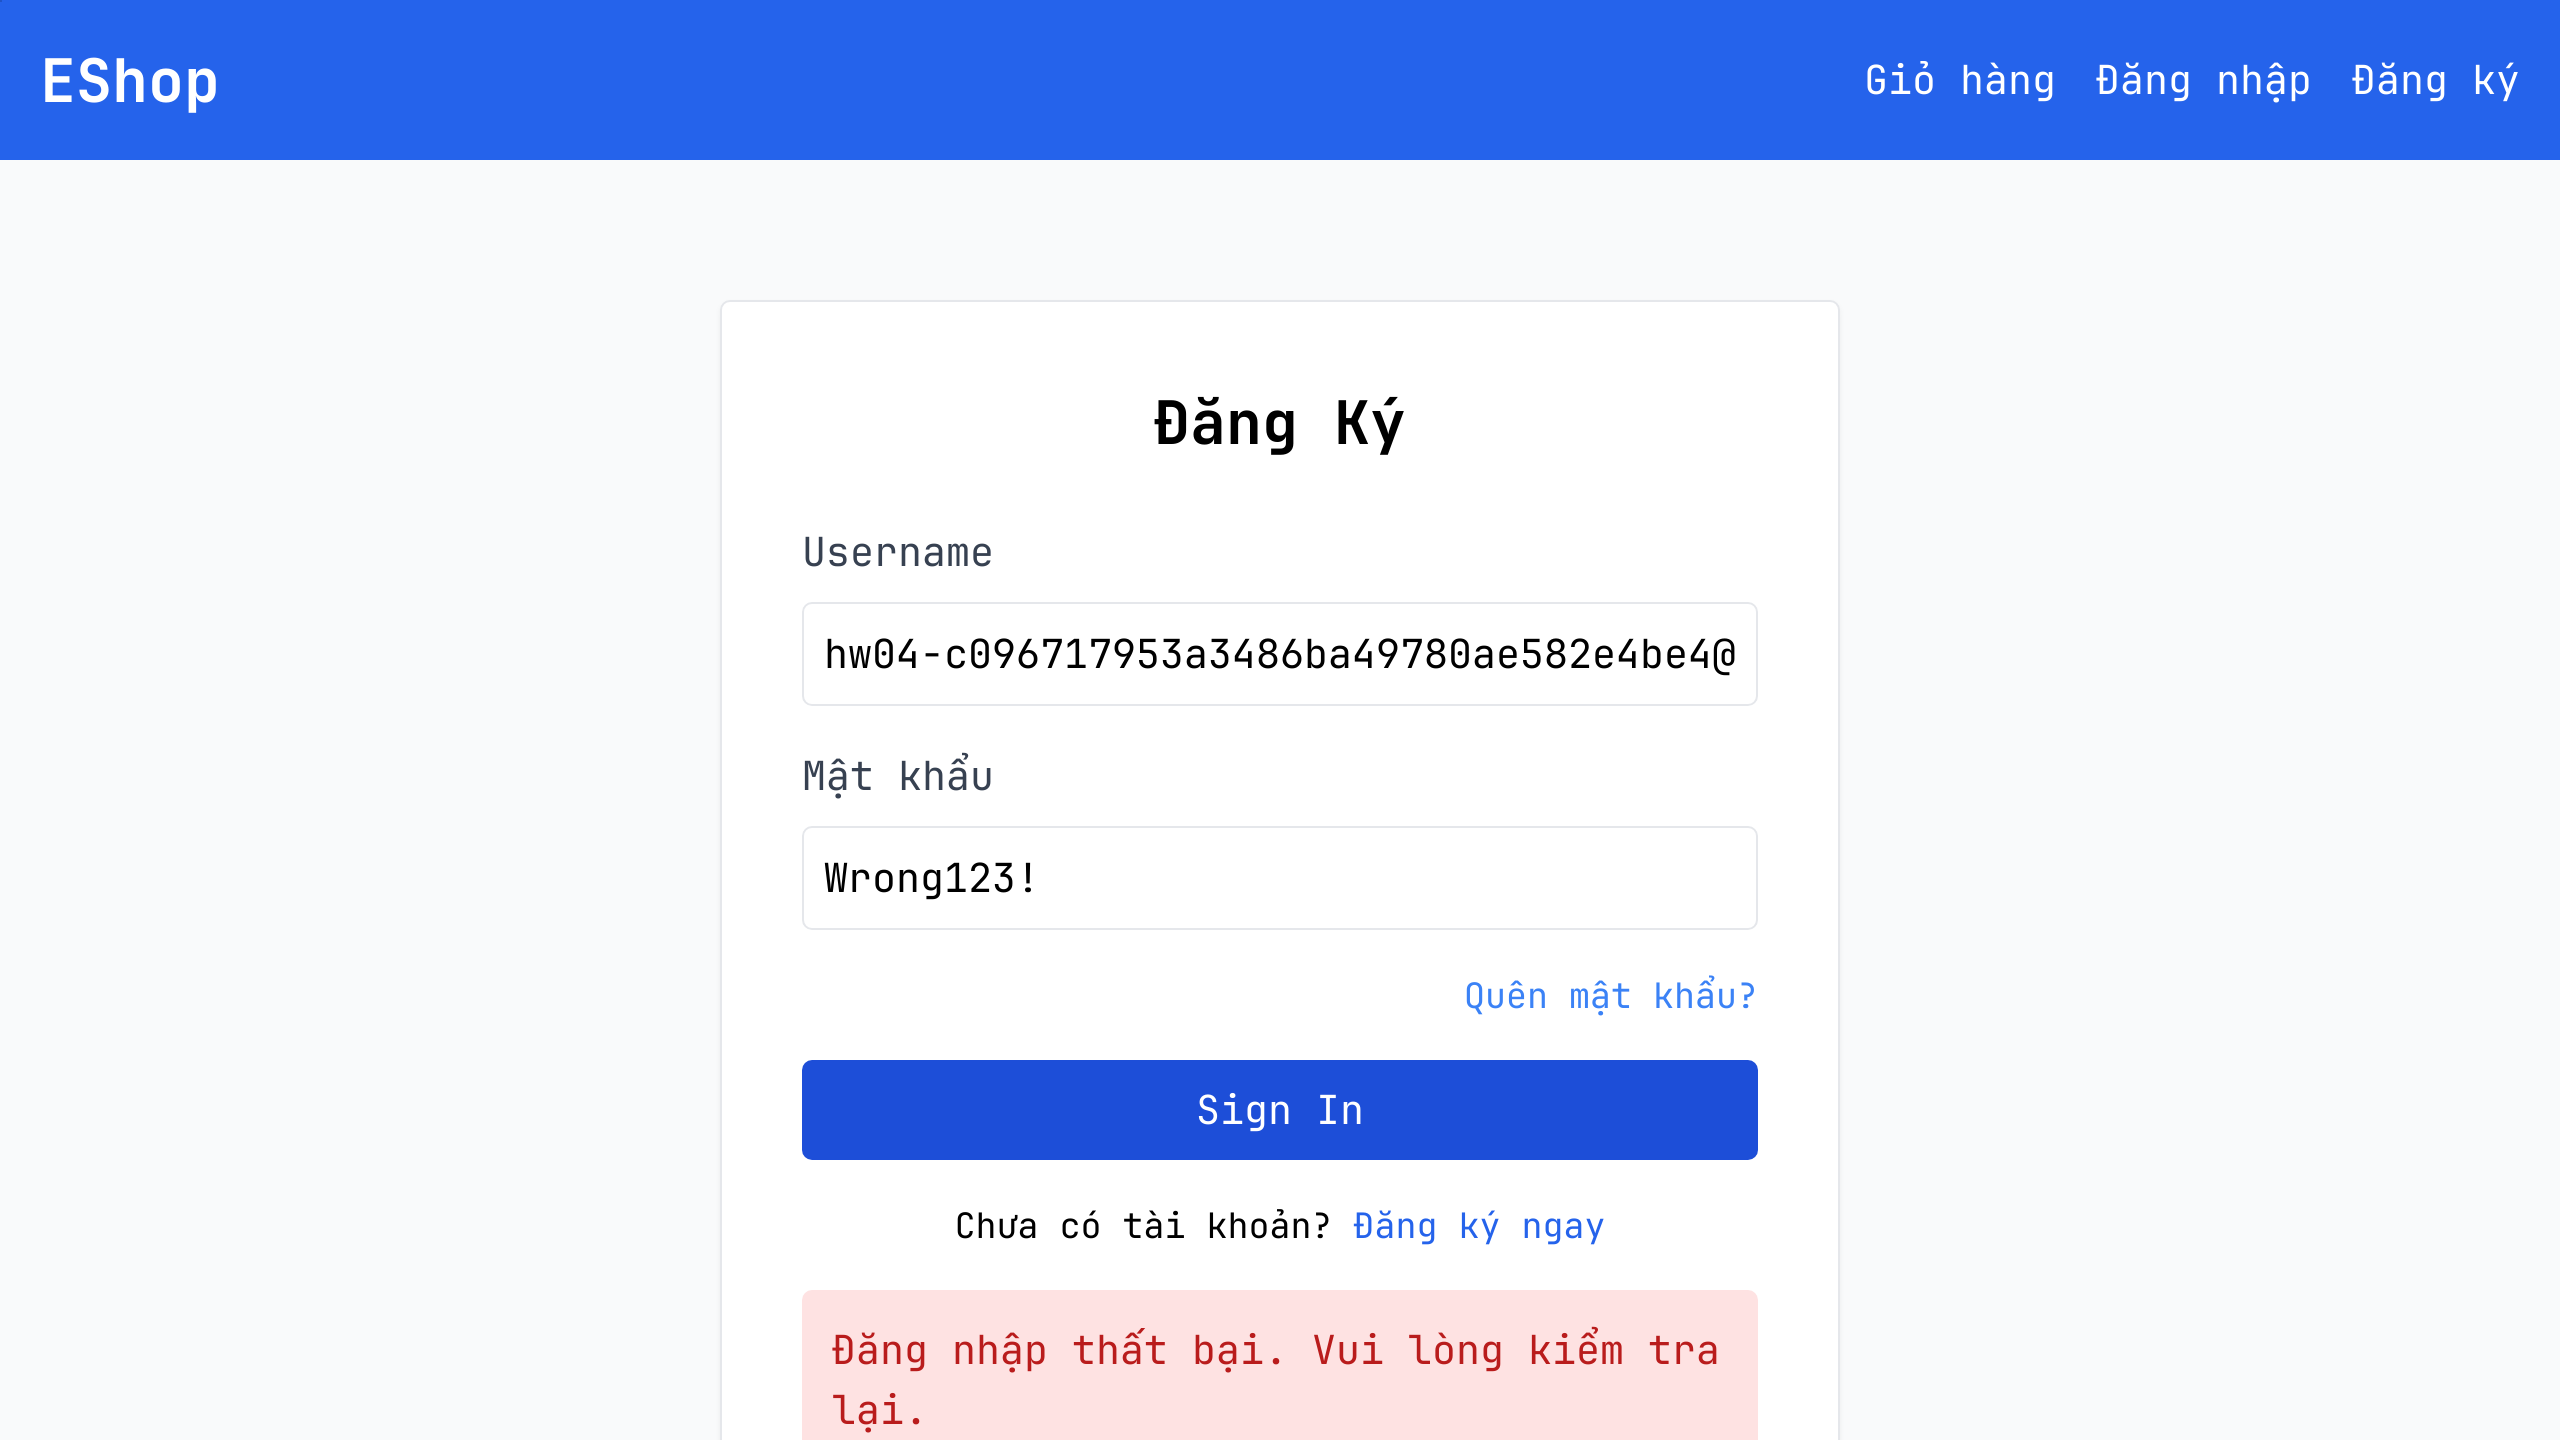 EShop
Giỏ hàng Đăng nhập Đăng ký
Đăng Ký
Username
hw04-c096717953a3486ba49780ae582e4be4@
Mật khẩu
Wrong123!
Quên mật khẩu?
Sign In
Chưa có tài khoản? Đăng ký ngay
Đăng nhập thất bại. Vui lòng kiểm tra
lại.